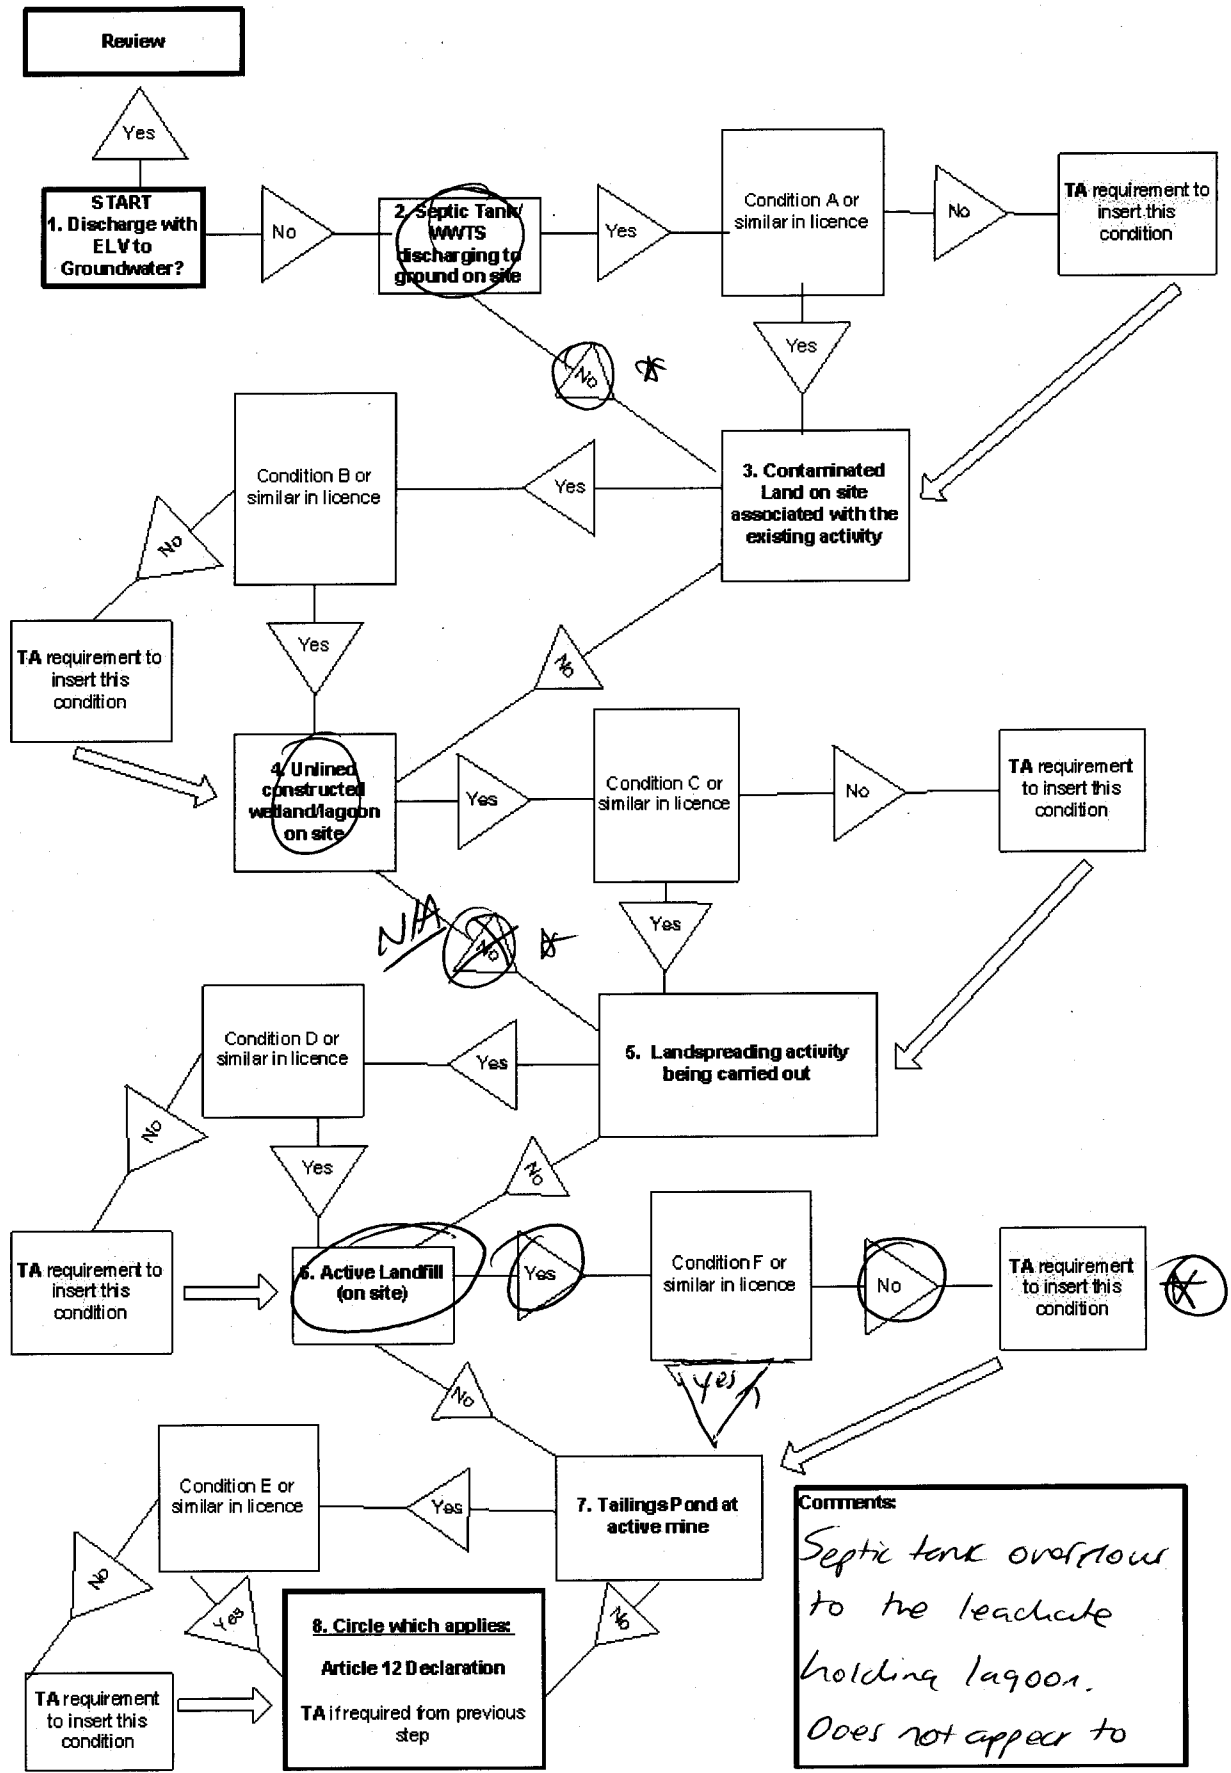 Review
Yes
START
1. Discharge with
ELV to
Groundwater?
No
2. Septic Tank/
WWTS
discharging to
ground on site
Yes
Condition A or
similar in licence
No
TA requirement to
insert this
condition
Yes
No
3. Contaminated
Land on site
associated with the
existing activity
Yes
Condition B or
similar in licence
No
Yes
TA requirement to
insert this
condition
No
4. Unlined
constructed
wetland/lagoon
on site
Yes
Condition C or
similar in licence
No
TA requirement
to insert this
condition
Yes
N/A
No
5. Landspreading activity
being carried out
Yes
Condition D or
similar in licence
No
Yes
No
TA requirement to
insert this
condition
6. Active Landfill
(on site)
Yes
Condition F or
similar in licence
No
TA requirement
to insert this
condition
Yes
No
7. Tailings Pond at
active mine
Yes
Condition E or
similar in licence
No
Yes
No
TA requirement
to insert this
condition
8. Circle which applies:
Article 12 Declaration
TA if required from previous
step
Comments:
Septic tank overflows
to the leachate
holding lagoon.
Does not appear to